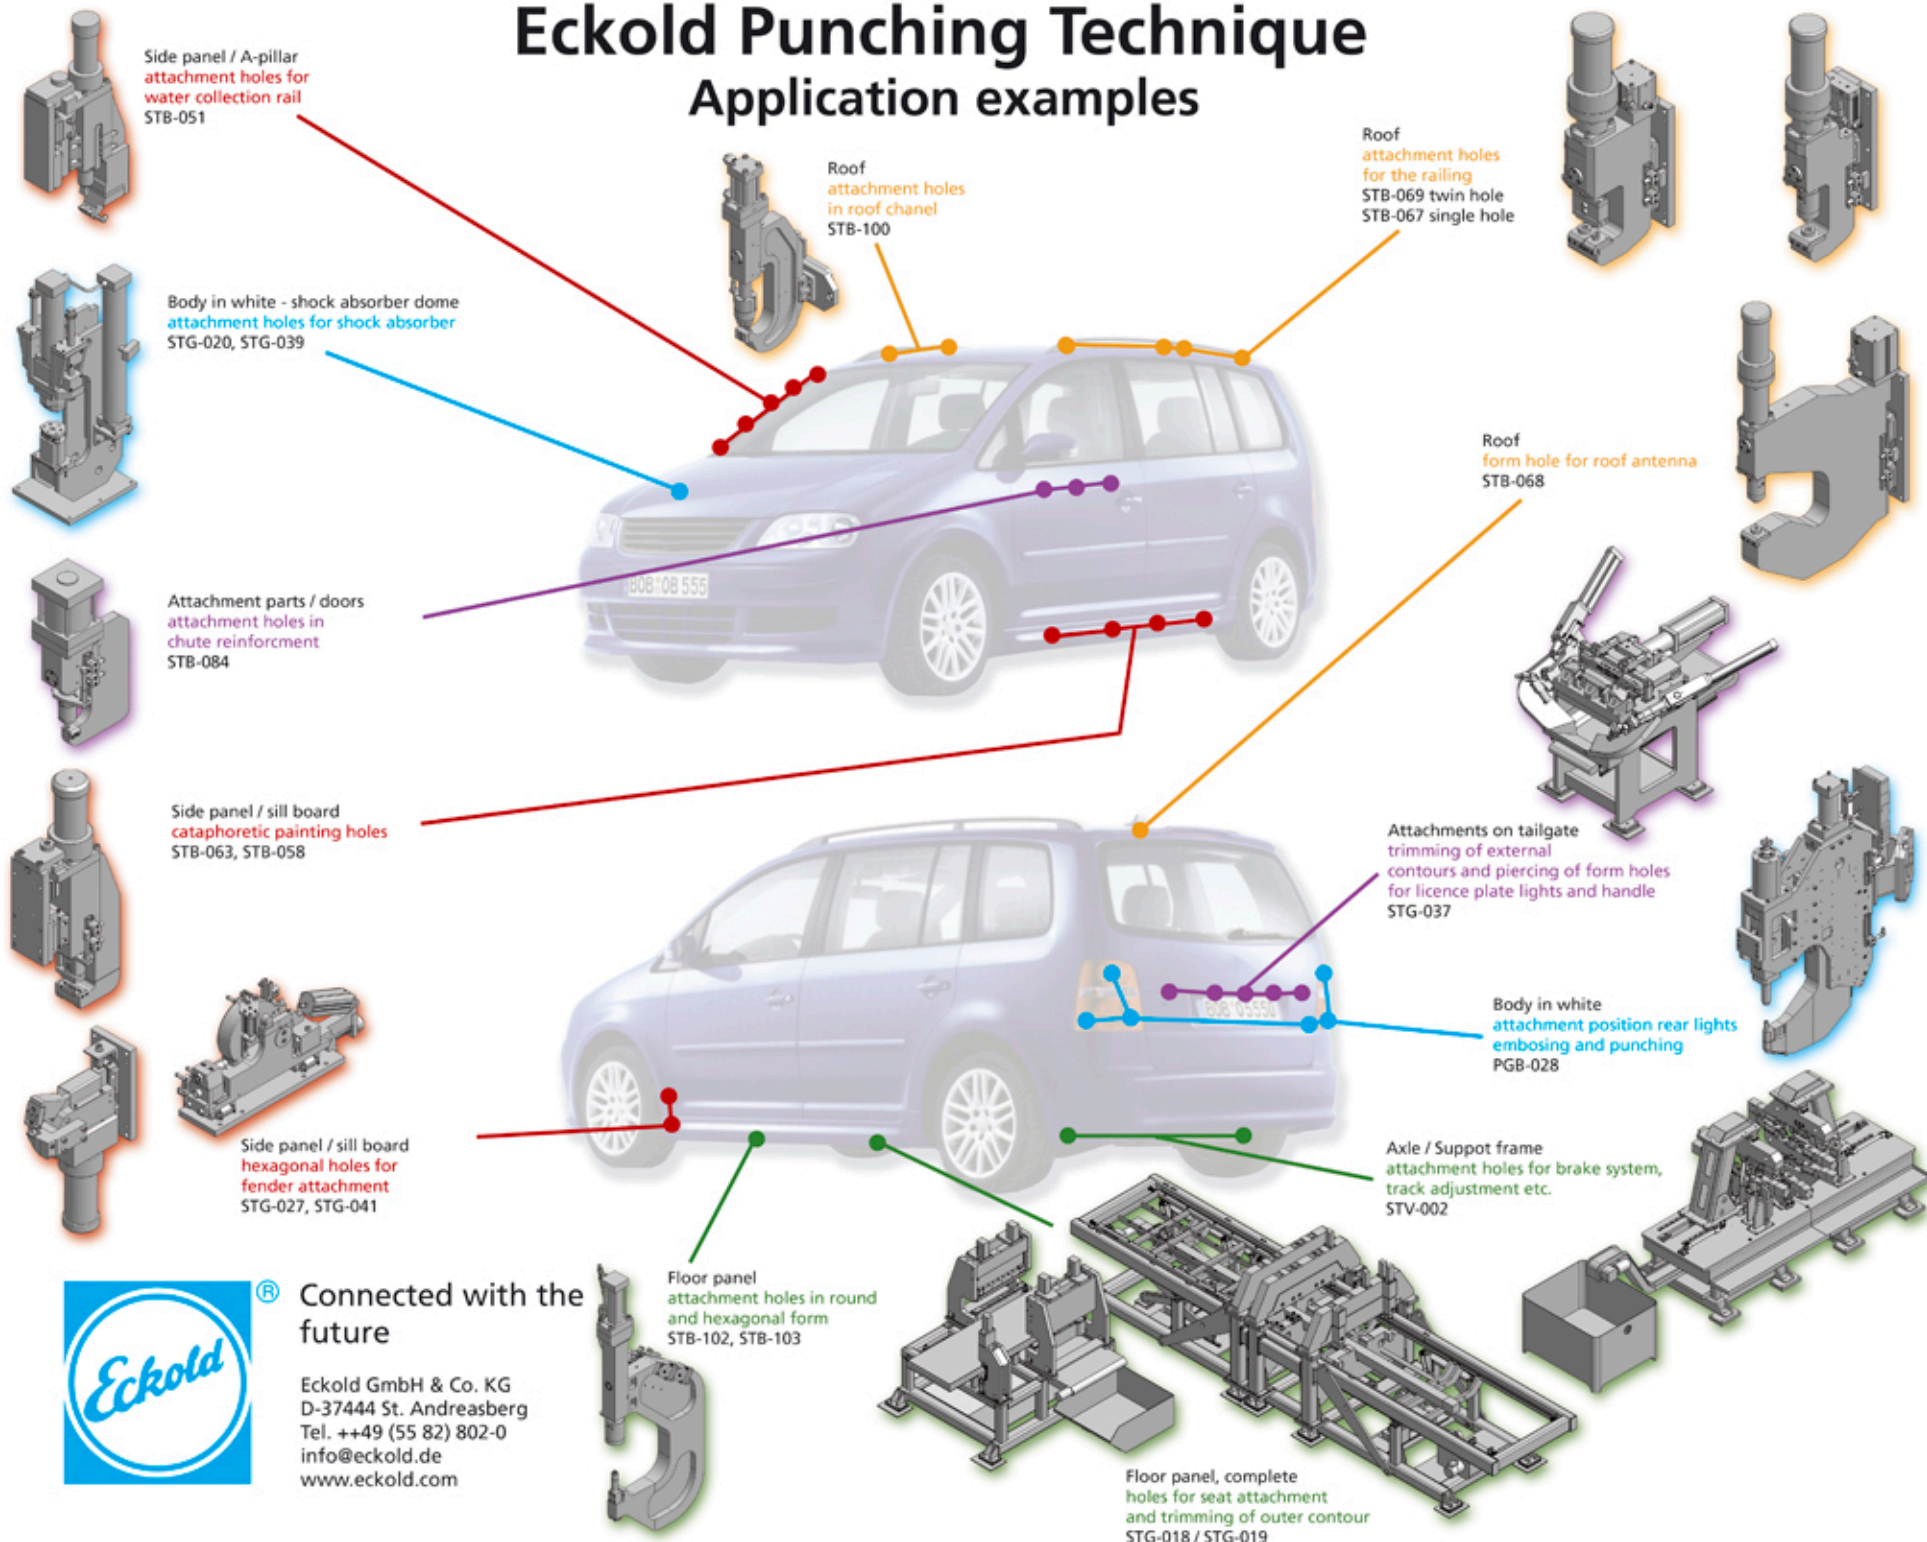 Eckold Punching Technique
Application examples
Side panel / A-pillar
attachment holes for
water collection rail
STB-051
Roof
attachment holes
in roof chanel
STB-100
Roof
attachment holes
for the railing
STB-069 twin hole
STB-067 single hole
Body in white - shock absorber dome
attachment holes for shock absorber
STG-020, STG-039
Roof
form hole for roof antenna
STB-068
BOB:OB 555
Attachment parts / doors
attachment holes in
chute reinforcment
STB-084
Side panel / sill board
cataphoretic painting holes
STB-063, STB-058
Attachments on tailgate
trimming of external
contours and piercing of form holes
for licence plate lights and handle
STG-037
Body in white
attachment position rear lights
embosing and punching
PGB-028
Side panel / sill board
hexagonal holes for
fender attachment
STG-027, STG-041
Axle / Suppot frame
attachment holes for brake system,
track adjustment etc.
STV-002
Floor panel
attachment holes in round
and hexagonal form
STB-102, STB-103
Eckold
®
Connected with the
future
Eckold GmbH & Co. KG
D-37444 St. Andreasberg
Tel. ++49 (55 82) 802-0
info@eckold.de
www.eckold.com
Floor panel, complete
holes for seat attachment
and trimming of outer contour
STG-018 / STG-019